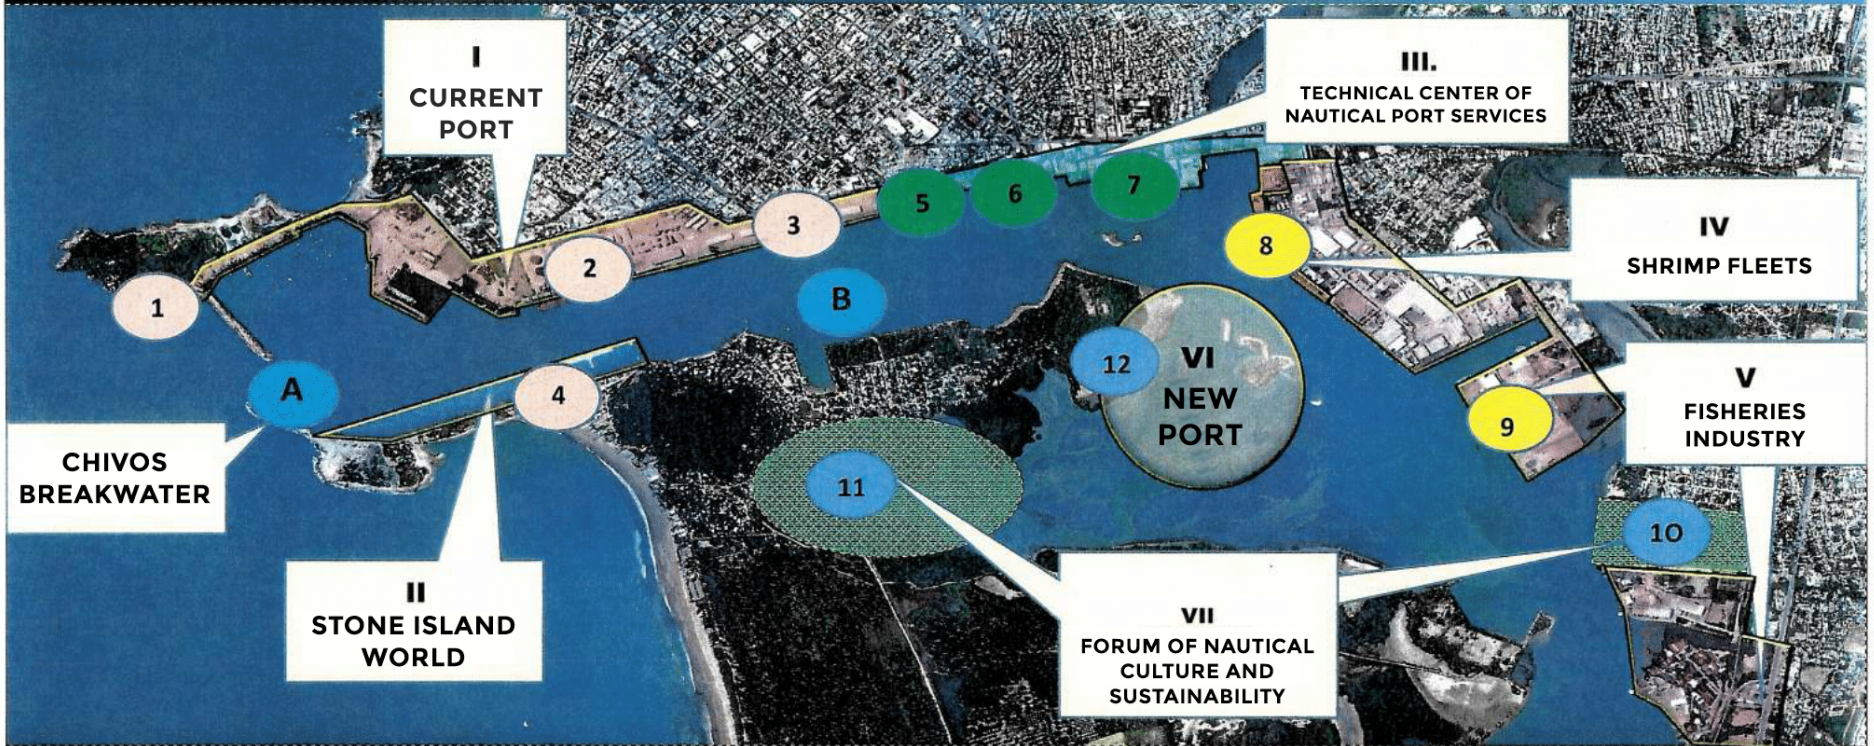 I
CURRENT
PORT
III.
TECHNICAL CENTER OF
NAUTICAL PORT SERVICES
IV
SHRIMP FLEETS
V
FISHERIES
INDUSTRY
1
2
3
4
5
6
7
8
9
10
11
12
A
B
VI
NEW
PORT
CHIVOS
BREAKWATER
II
STONE ISLAND
WORLD
VII
FORUM OF NAUTICAL
CULTURE AND
SUSTAINABILITY